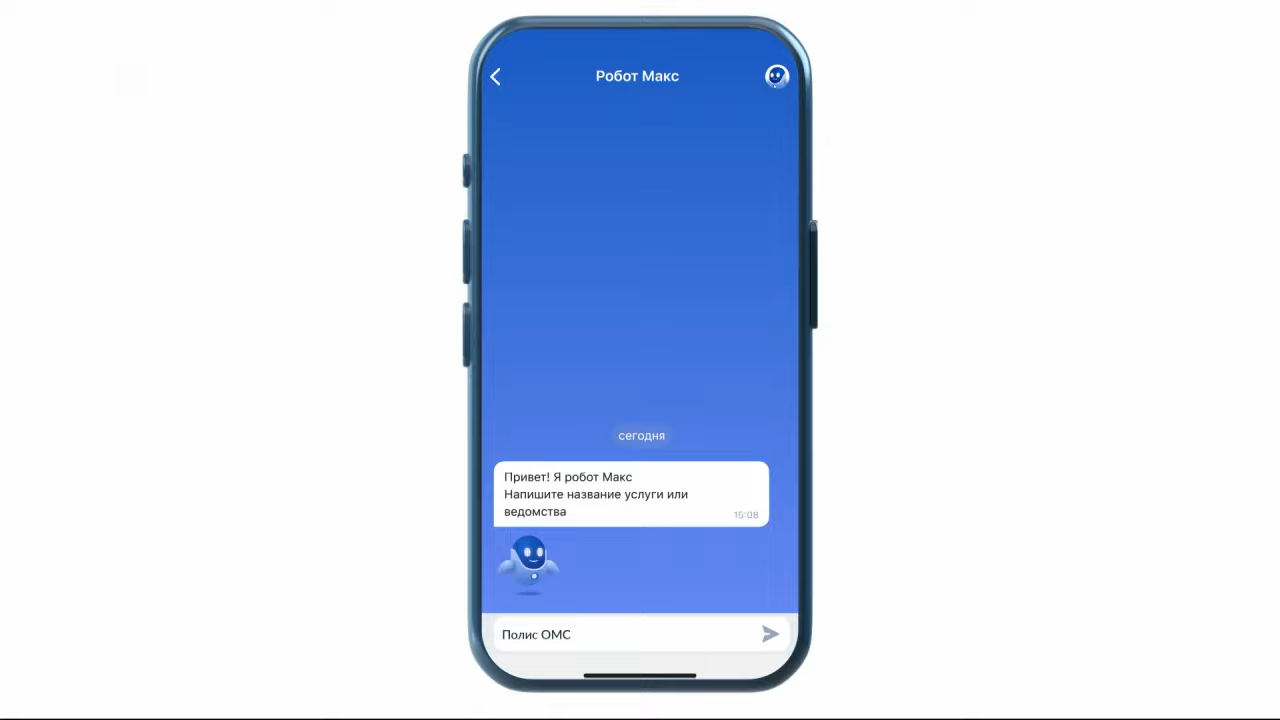 Робот Макс
сегодня
Привет! Я робот Макс
Напишите название услуги или
ведомства
15:08
Полис ОМС